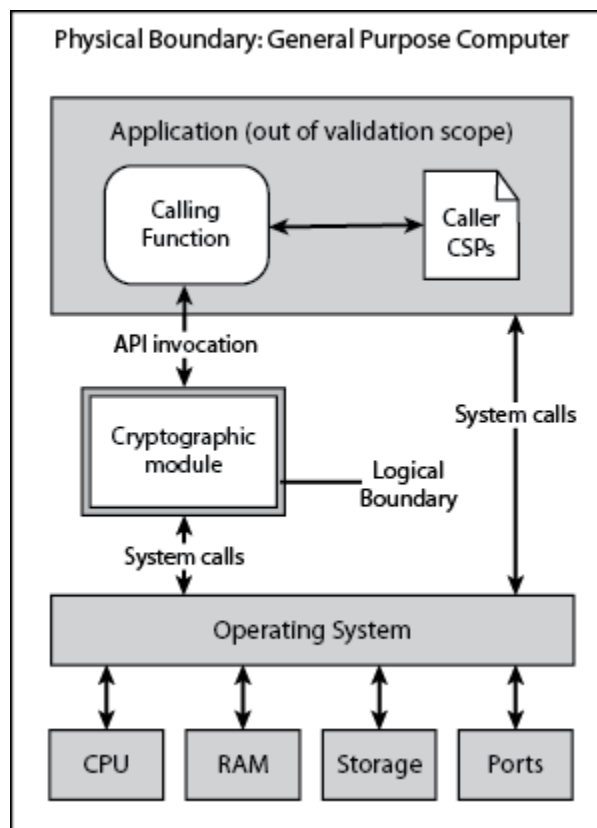 Physical Boundary: General Purpose Computer
Application (out of validation scope)
Calling
Function
Caller
CSPs
API invocation
System calls
Cryptographic
module
Logical
Boundary
System calls
Operating System
CPU
RAM
Storage
Ports